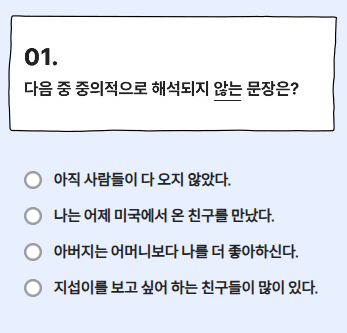 01.
다음 중 중의적으로 해석되지 않는 문장은?
아직 사람들이 다 오지 않았다.
나는 어제 미국에서 온 친구를 만났다.
아버지는 어머니보다 나를 더 좋아하신다.
지섭이를 보고 싶어 하는 친구들이 많이 있다.